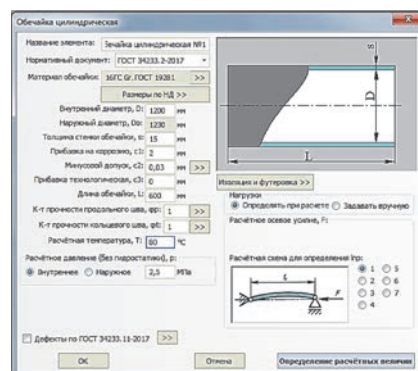 Обечайка цилиндрическая
Название элемента: Обечайка цилиндрическая №1
Нормативный документ: ГОСТ 34233.2-2017
Материал обечайки: 16ГС Gr. ГОСТ 19281 >>
Размеры по НД >>
Внутренний диаметр, D: 1200 мм
Наружный диаметр, Do: 1230 мм
Толщина стенки обечайки, s: 15 мм
Прибавка на коррозию, c1: 2 мм
Минусовой допуск, c2: 0,03 мм >>
Прибавка технологическая, c3: 0 мм
Длина обечайки, L: 600 мм
К-т прочности продольного шва, φp: 1 >>
К-т прочности кольцевого шва, φt: 1 >>
Расчётная температура, T: 80 °C
Расчётное давление (без гидростатики), p:
Внутреннее Наружное 2,5 МПа
Дефекты по ГОСТ 34233.11-2017 >>
s
D
L
Изоляция и футеровка >>
Нагрузки
Определять при расчете Задавать вручную
Расчётное осевое усилие, F:
Расчётная схема для определения lпр:
L
F
1 5
2 6
3 7
4
OK Отмена Определение расчётных величин